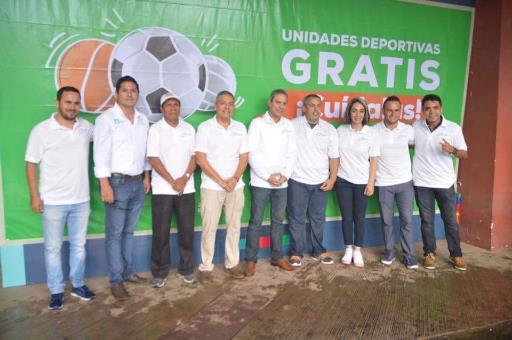 UNIDADES DEPORTIVAS
GRATIS
¡Cuídalas!